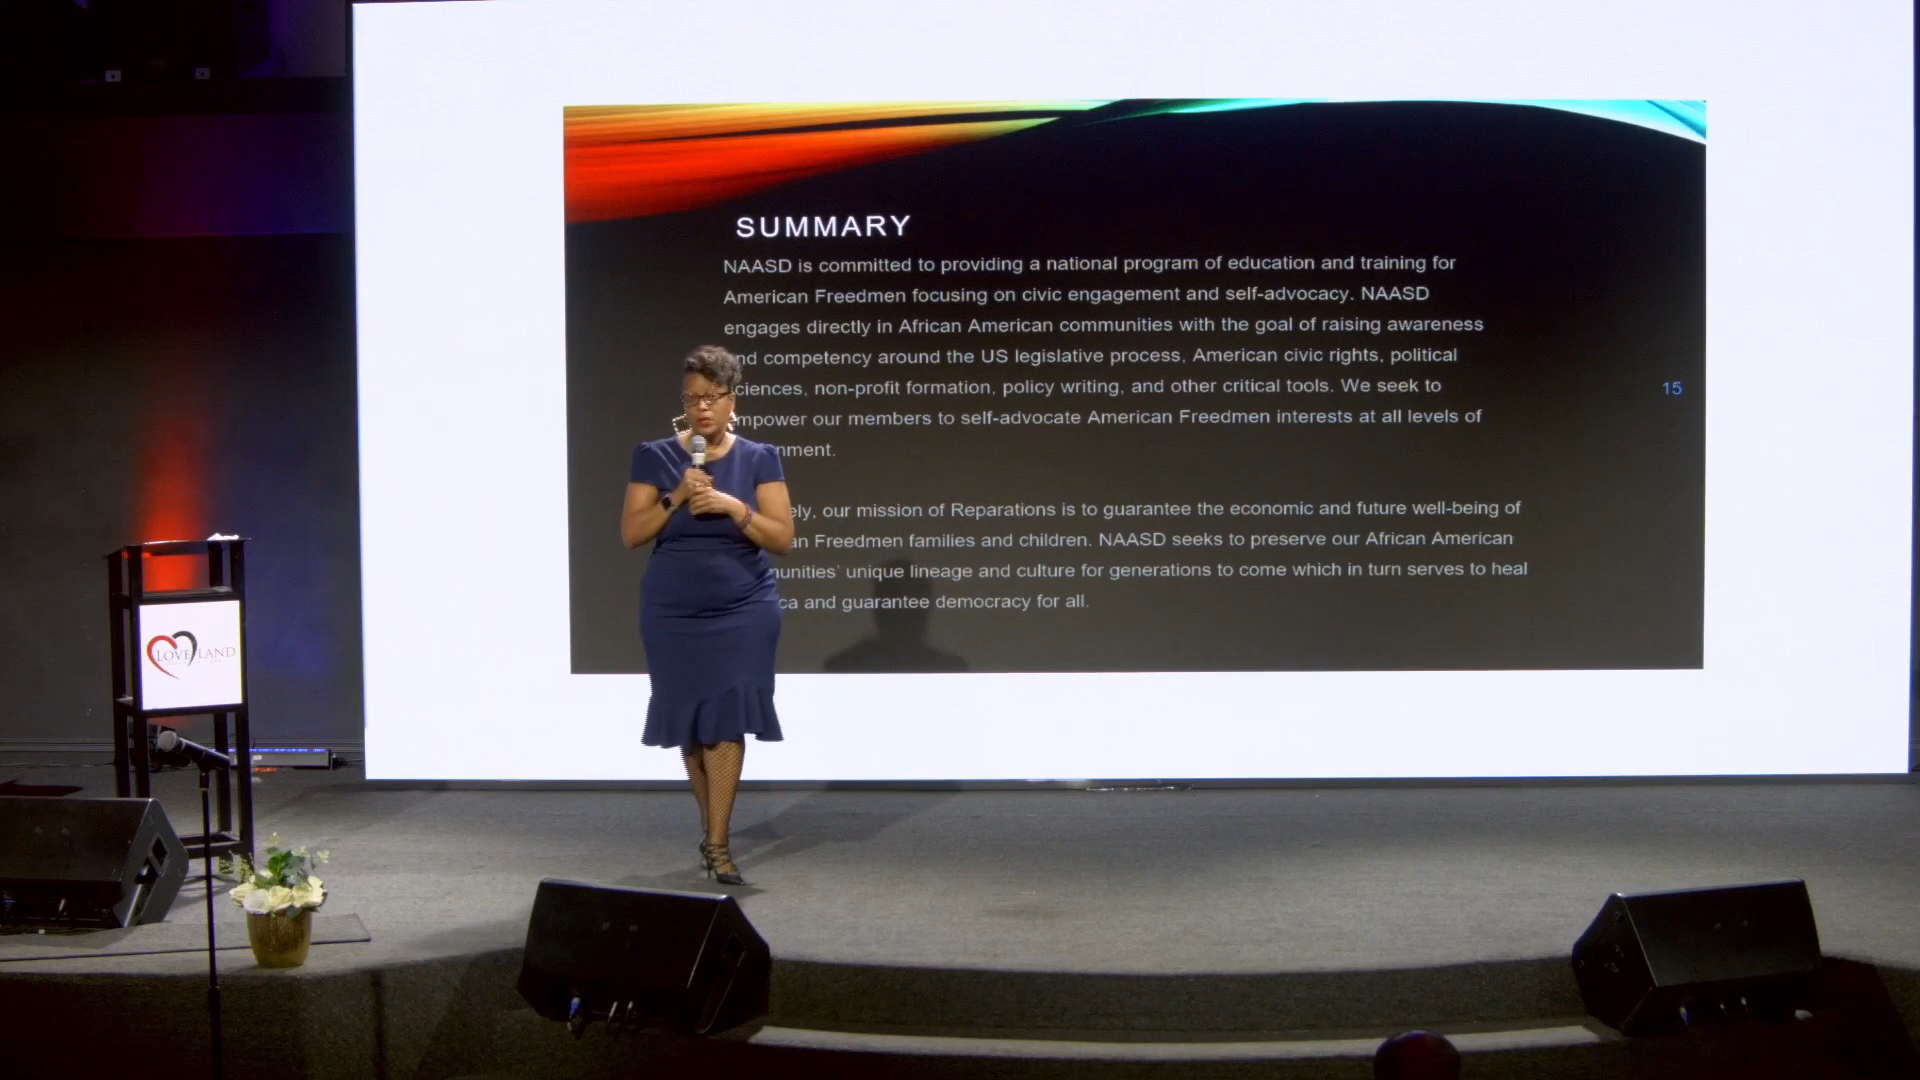 SUMMARY
NAASD is committed to providing a national program of education and training for
American Freedmen focusing on civic engagement and self-advocacy. NAASD
engages directly in African American communities with the goal of raising awareness
nd competency around the US legislative process, American civic rights, political
ciences, non-profit formation, policy writing, and other critical tools. We seek to
15
mpower our members to self-advocate American Freedmen interests at all levels of
nment.
ely, our mission of Reparations is to guarantee the economic and future well-being of
an Freedmen families and children. NAASD seeks to preserve our African American
unities' unique lineage and culture for generations to come which in turn serves to heal
ca and guarantee democracy for all.
LOVELAND